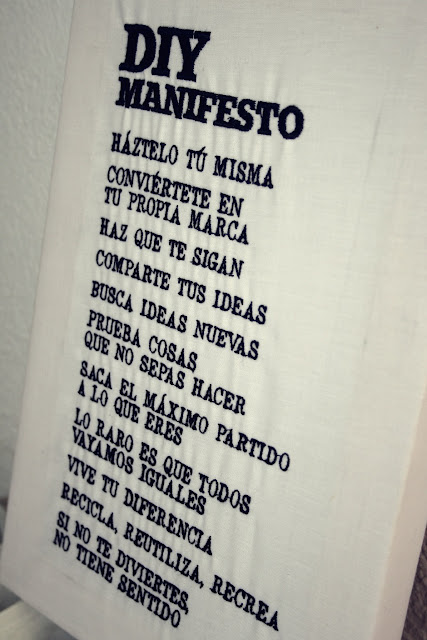 DIY
MANIFESTO
HÁZTELO TÚ MISMA
CONVIÉRTETE EN
TU PROPIA MARCA
HAZ QUE TE SIGAN
COMPARTE TUS IDEAS
BUSCA IDEAS NUEVAS
PRUEBA COSAS
QUE NO SEPAS HACER
SACA EL MÁXIMO PARTIDO
A LO QUE ERES
LO RARO ES QUE TODOS
VAYAMOS IGUALES
VIVE TU DIFERENCIA
RECICLA, REUTILIZA, RECREA
SI NO TE DIVIERTES,
NO TIENE SENTIDO